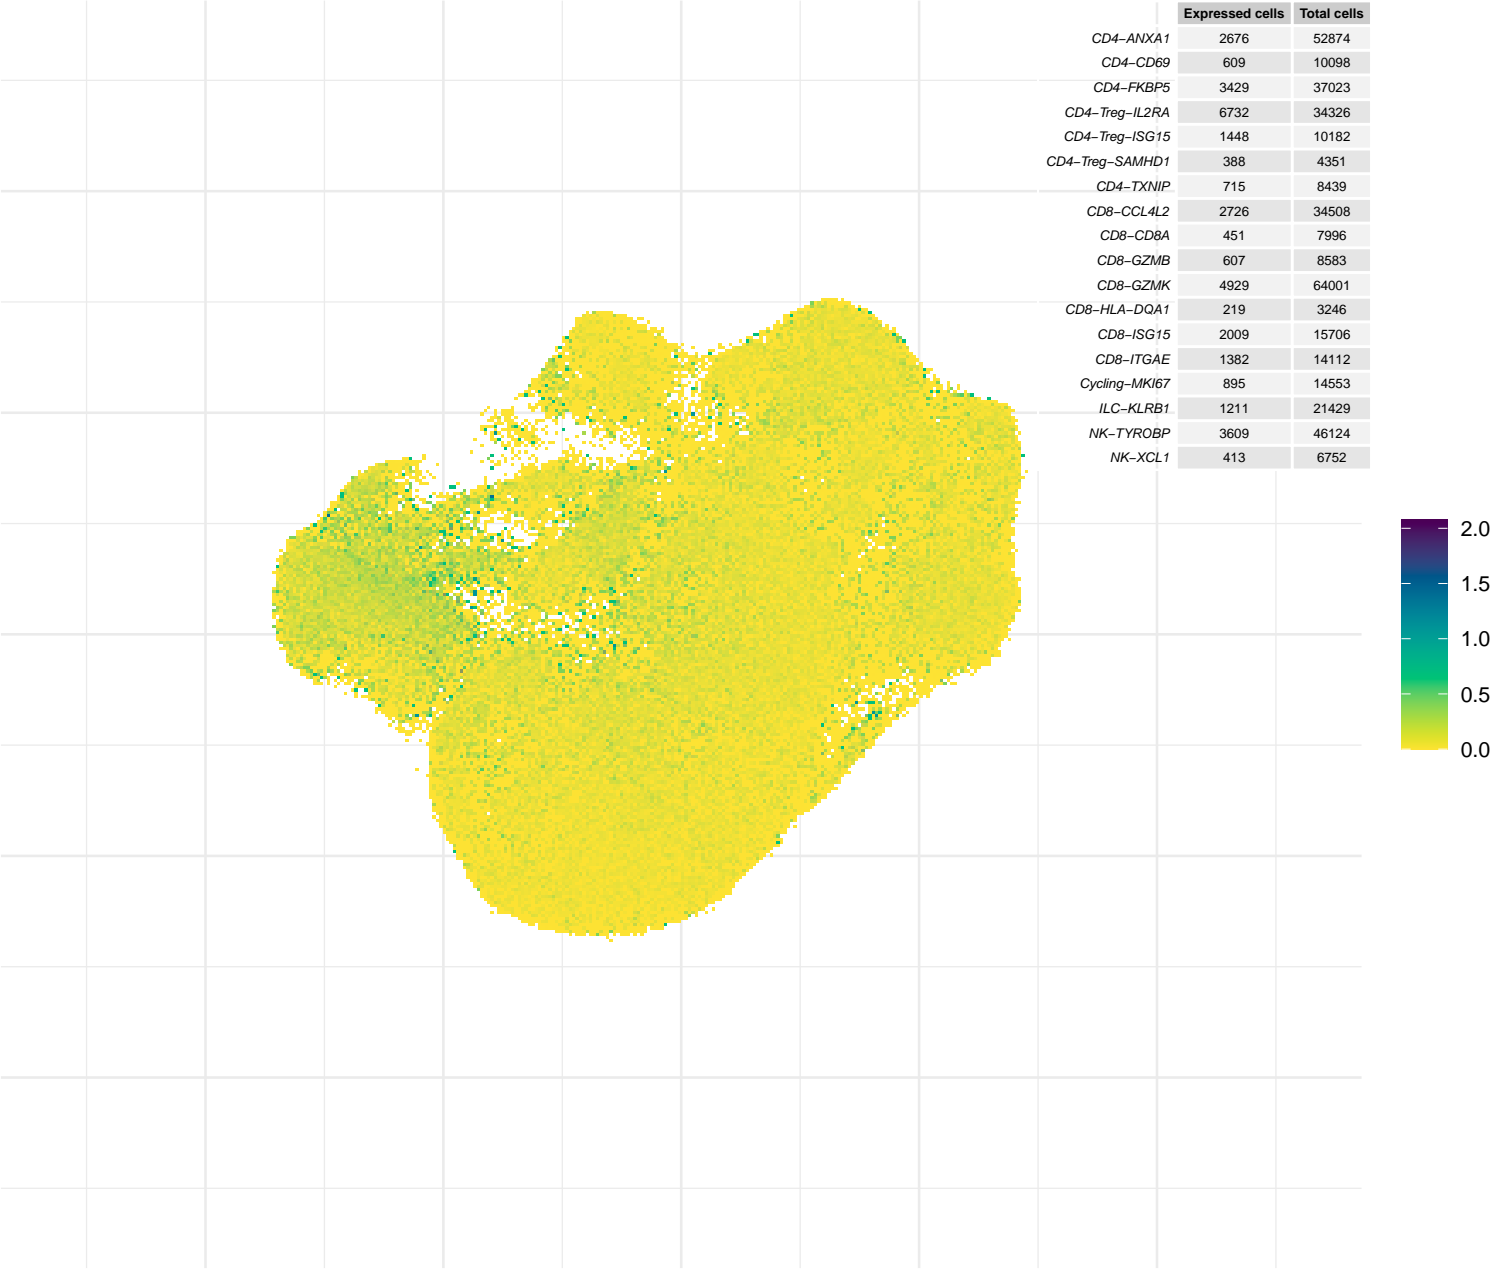 Expressed cells Total cells
CD4−ANXA1 2676 52874
CD4−CD69 609 10098
CD4−FKBP5 3429 37023
CD4−Treg−IL2RA 6732 34326
CD4−Treg−ISG15 1448 10182
CD4−Treg−SAMHD1 388 4351
CD4−TXNIP 715 8439
CD8−CCL4L2 2726 34508
CD8−CD8A 451 7996
CD8−GZMB 607 8583
CD8−GZMK 4929 64001
CD8−HLA−DQA1 219 3246
CD8−ISG15 2009 15706
CD8−ITGAE 1382 14112
Cycling−MKI67 895 14553
ILC−KLRB1 1211 21429
NK−TYROBP 3609 46124
NK−XCL1 413 6752
2.0
1.5
1.0
0.5
0.0